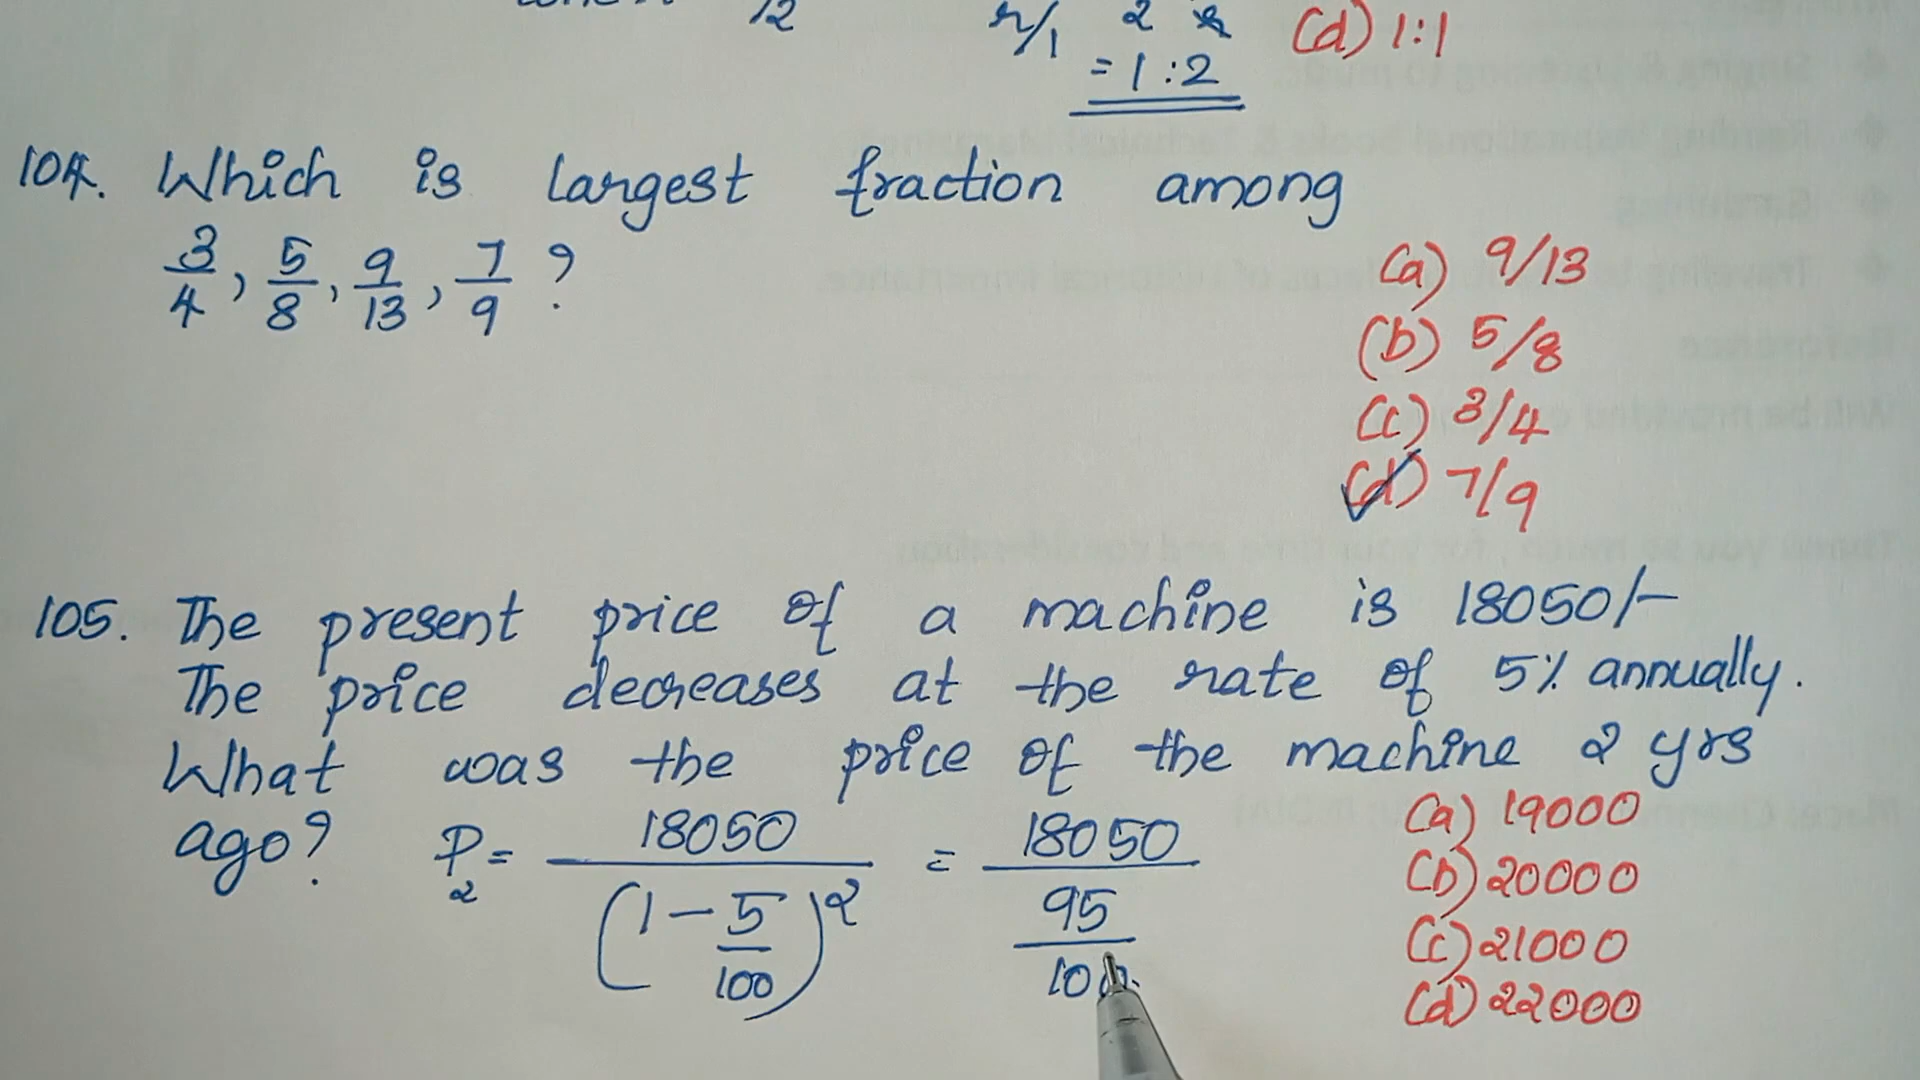 12 r/1 2
(d) 1:1
= 1:2
104. Which is largest fraction among
3/4, 5/8, 9/13, 7/9 ?
(a) 9/13
(b) 5/8
(c) 3/4
(d) 7/9
105. The present price of a machine is 18050/-
The price decreases at the rate of 5% annually.
What was the price of the machine 2 yrs
ago? P2 = 18050/(1 - 5/100)^2 = 18050/(95/100)
(a) 19000
(b) 20000
(c) 21000
(d) 22000